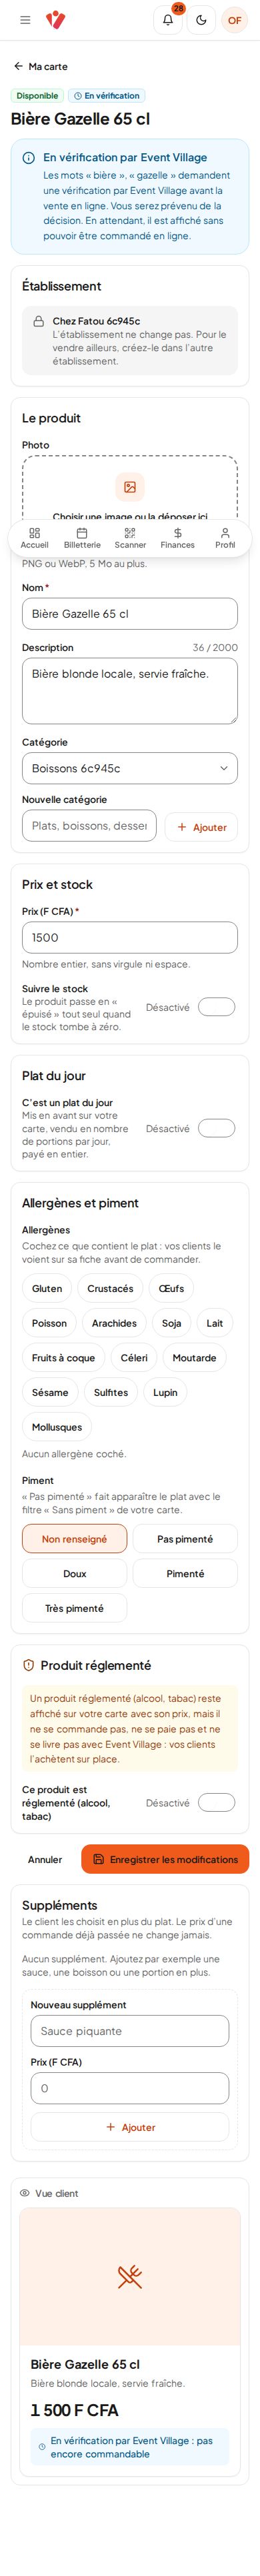 28
OF
Ma carte
Disponible
En vérification
Bière Gazelle 65 cl
En vérification par Event Village
Les mots « bière », « gazelle » demandent
une vérification par Event Village avant la
vente en ligne. Vous serez prévenu de la
décision. En attendant, il est affiché sans
pouvoir être commandé en ligne.
Établissement
Chez Fatou 6c945c
L'établissement ne change pas. Pour le
vendre ailleurs, créez-le dans l'autre
établissement.
Le produit
Photo
Choisir une image ou la déposer ici
Accueil
Billetterie
Scanner
Finances
Profil
PNG ou WebP, 5 Mo au plus.
Nom *
Bière Gazelle 65 cl
Description
36 / 2000
Bière blonde locale, servie fraîche.
Catégorie
Boissons 6c945c
Nouvelle catégorie
Plats, boissons, desser
Ajouter
Prix et stock
Prix (F CFA) *
1500
Nombre entier, sans virgule ni espace.
Suivre le stock
Le produit passe en «
épuisé » tout seul quand
le stock tombe à zéro.
Désactivé
Plat du jour
C'est un plat du jour
Mis en avant sur votre
carte, vendu en nombre
de portions par jour,
payé en entier.
Désactivé
Allergènes et piment
Allergènes
Cochez ce que contient le plat : vos clients le
voient sur sa fiche avant de commander.
Gluten
Crustacés
Œufs
Poisson
Arachides
Soja
Lait
Fruits à coque
Céleri
Moutarde
Sésame
Sulfites
Lupin
Mollusques
Aucun allergène coché.
Piment
« Pas pimenté » fait apparaître le plat avec le
filtre « Sans piment » de votre carte.
Non renseigné
Pas pimenté
Doux
Pimenté
Très pimenté
Produit réglementé
Un produit réglementé (alcool, tabac) reste
affiché sur votre carte avec son prix, mais il
ne se commande pas, ne se paie pas et ne
se livre pas avec Event Village : vos clients
l'achètent sur place.
Ce produit est
réglementé (alcool,
tabac)
Désactivé
Annuler
Enregistrer les modifications
Suppléments
Le client les choisit en plus du plat. Le prix d'une
commande déjà passée ne change jamais.
Aucun supplément. Ajoutez par exemple une
sauce, une boisson ou une portion en plus.
Nouveau supplément
Sauce piquante
Prix (F CFA)
0
Ajouter
Vue client
Bière Gazelle 65 cl
Bière blonde locale, servie fraîche.
1 500 F CFA
En vérification par Event Village : pas
encore commandable